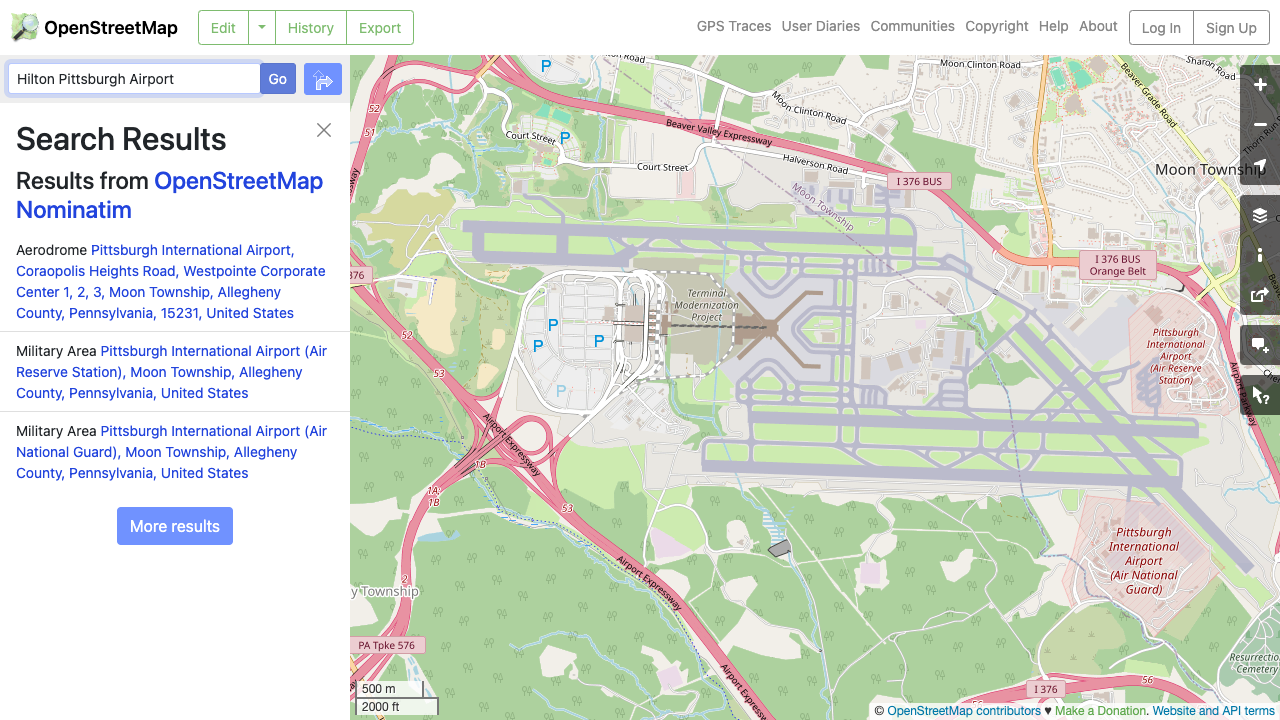 OpenStreetMap
Edit
History
Export
GPS Traces
User Diaries
Communities
Copyright
Help
About
Log In
Sign Up
Hilton Pittsburgh Airport
Go
Search Results
Results from OpenStreetMap
Nominatim
Aerodrome Pittsburgh International Airport,
Coraopolis Heights Road, Westpointe Corporate
Center 1, 2, 3, Moon Township, Allegheny
County, Pennsylvania, 15231, United States
Military Area Pittsburgh International Airport (Air
Reserve Station), Moon Township, Allegheny
County, Pennsylvania, United States
Military Area Pittsburgh International Airport (Air
National Guard), Moon Township, Allegheny
County, Pennsylvania, United States
More results
P
Moon Clinton Road
Sharon Road
Beaver Grade Road
52
51
Moon Clinton Road
Court Street
P
Beaver Valley Expressway
Court Street
Halverson Road
Moon Township
I 376 BUS
Moon Township
376
I 376 BUS
Orange Belt
Terminal
Modernization
Project
P
P
P
P
52
53
Pittsburgh
International
Airport
(Air Reserve
Station)
Airport Parkway
Airport Expressway
1B
1A;
1B
53
Pittsburgh
International
Airport
(Air National
Guard)
Airport Expressway
2
y Township
PA Tpke 576
Resurrection
Cemetery
Airport Expressway
I 376
500 m
2000 ft
© OpenStreetMap contributors ♥ Make a Donation. Website and API terms